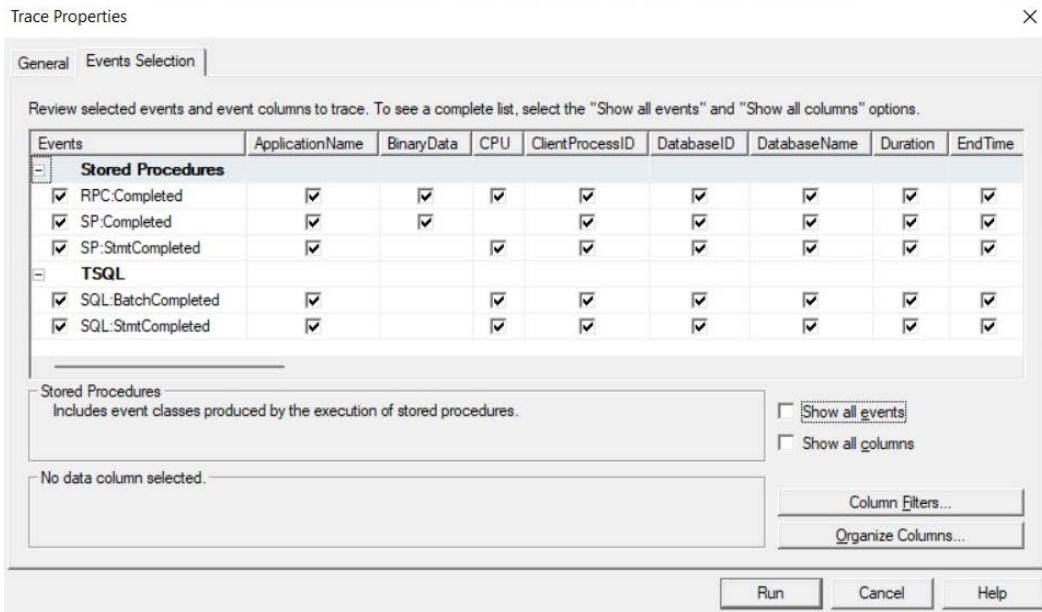 Trace Properties
General Events Selection
Review selected events and event columns to trace. To see a complete list, select the "Show all events" and "Show all columns" options.
Events ApplicationName BinaryData CPU ClientProcessID DatabaseID DatabaseName Duration EndTime
Stored Procedures
RPC:Completed
SP:Completed
SP:StmtCompleted
TSQL
SQL:BatchCompleted
SQL:StmtCompleted
Stored Procedures
Includes event classes produced by the execution of stored procedures.
Show all events
Show all columns
No data column selected.
Column Filters...
Organize Columns...
Run Cancel Help